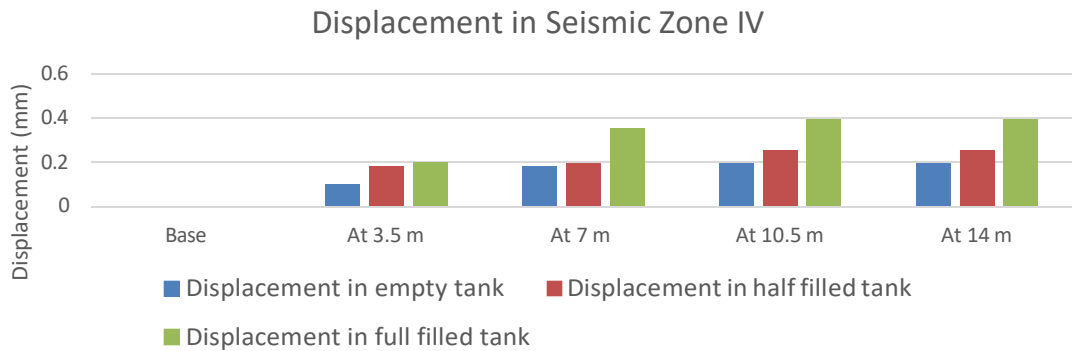 Displacement in Seismic Zone IV
Displacement (mm)
0.6
0.4
0.2
0
Base At 3.5 m At 7 m At 10.5 m At 14 m
Displacement in empty tank Displacement in half filled tank
Displacement in full filled tank